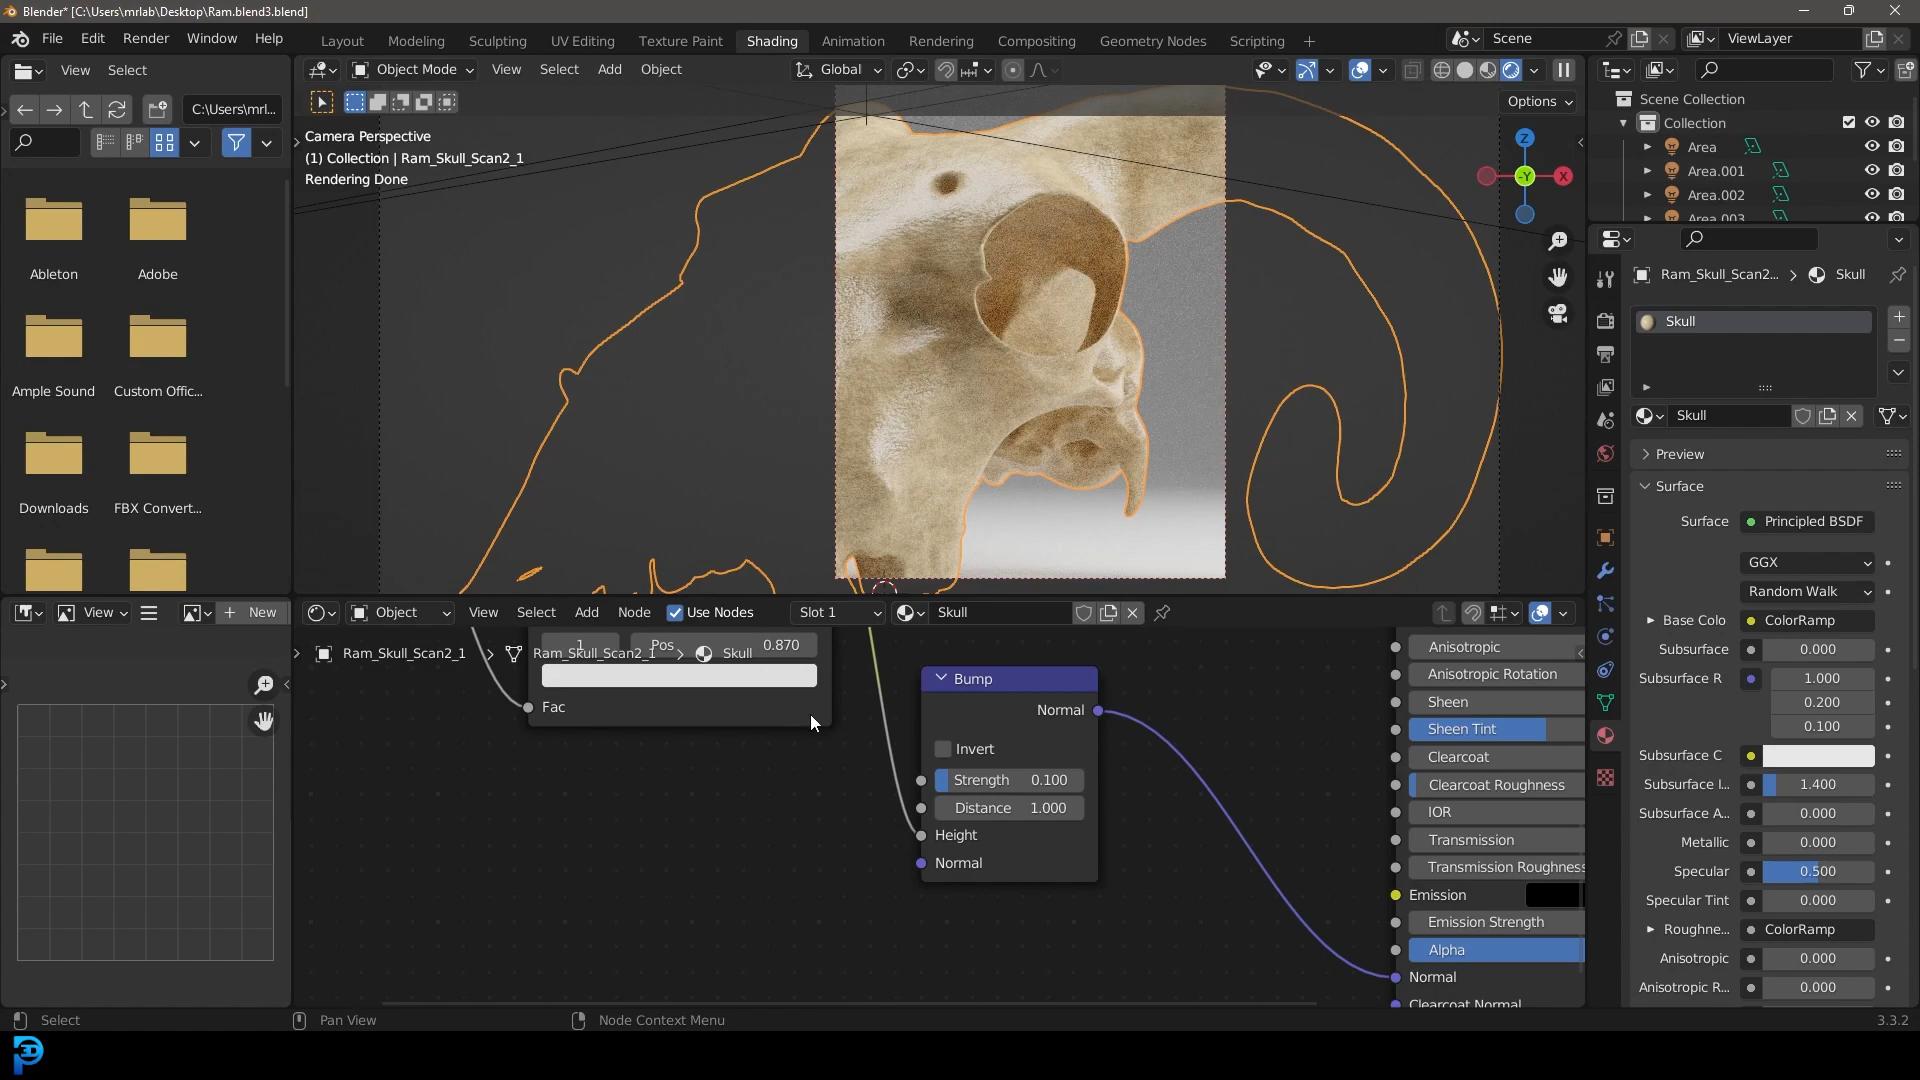 Blender* [C:\Users\mrlab\Desktop\Ram.blend3.blend]
File Edit Render Window Help
Layout Modeling Sculpting UV Editing Texture Paint Shading Animation Rendering Compositing Geometry Nodes Scripting
Scene
ViewLayer
View Select
Object Mode View Select Add Object
Global
C:\Users\mrl...
Options
Camera Perspective
(1) Collection | Ram_Skull_Scan2_1
Rendering Done
Z
-Y
X
Scene Collection
Collection
Area
Area.001
Area.002
Area.003
Ableton
Adobe
Ample Sound
Custom Offic...
Downloads
FBX Convert...
Ram_Skull_Scan2... Skull
Skull
Skull
Preview
Surface
Surface Principled BSDF
GGX
Random Walk
Base Colo ColorRamp
Subsurface 0.000
Subsurface R 1.000
0.200
0.100
Subsurface C
Subsurface I... 1.400
Subsurface A... 0.000
Metallic 0.000
Specular 0.500
Specular Tint 0.000
Roughne... ColorRamp
Anisotropic 0.000
Anisotropic R... 0.000
View
New
Object View Select Add Node Use Nodes Slot 1 Skull
1 Pos 0.870
Ram_Skull_Scan2_1 Ram_Skull_Scan2_1 Skull
Fac
Bump
Normal
Invert
Strength 0.100
Distance 1.000
Height
Normal
Anisotropic
Anisotropic Rotation
Sheen
Sheen Tint
Clearcoat
Clearcoat Roughness
IOR
Transmission
Transmission Roughness
Emission
Emission Strength
Alpha
Normal
Clearcoat Normal
Select
Pan View
Node Context Menu
3.3.2